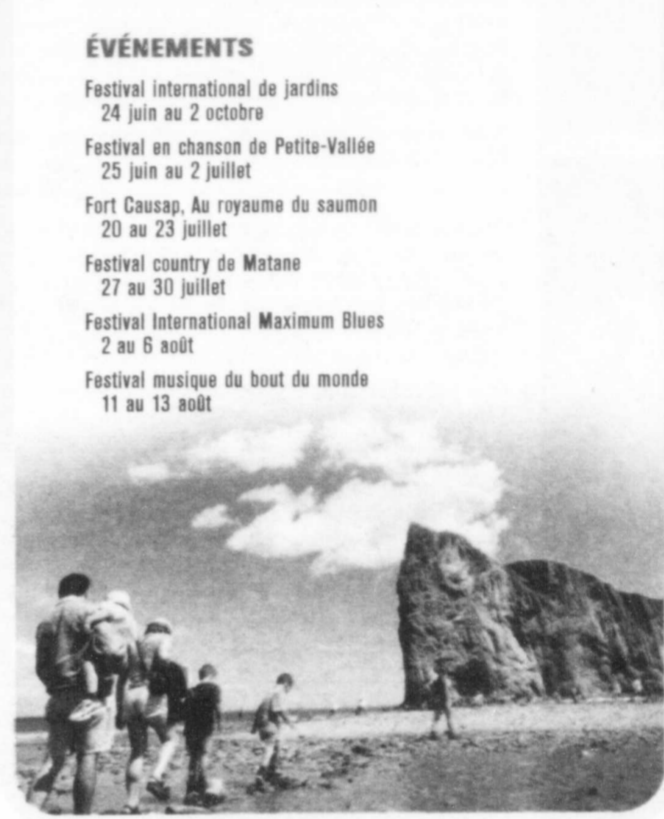 ÉVÉNEMENTS
Festival international de jardins
24 juin au 2 octobre
Festival en chanson de Petite-Vallée
25 juin au 2 juillet
Fort Causap, Au royaume du saumon
20 au 23 juillet
Festival country de Matane
27 au 30 juillet
Festival International Maximum Blues
2 au 6 août
Festival musique du bout du monde
11 au 13 août